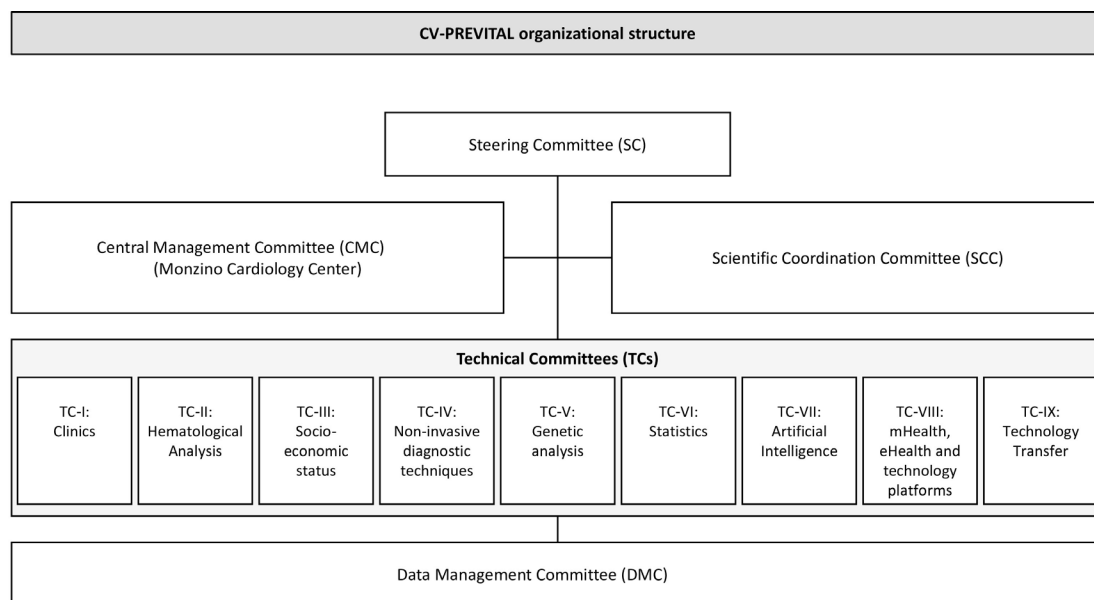 CV-PREVITAL organizational structure
Steering Committee (SC)
Central Management Committee (CMC)
(Monzino Cardiology Center)
Scientific Coordination Committee (SCC)
Technical Committees (TCs)
TC-I:
Clinics
TC-II:
Hematological
Analysis
TC-III:
Socio-
economic
status
TC-IV:
Non-invasive
diagnostic
techniques
TC-V:
Genetic
analysis
TC-VI:
Statistics
TC-VII:
Artificial
Intelligence
TC-VIII:
mHealth,
eHealth and
technology
platforms
TC-IX:
Technology
Transfer
Data Management Committee (DMC)